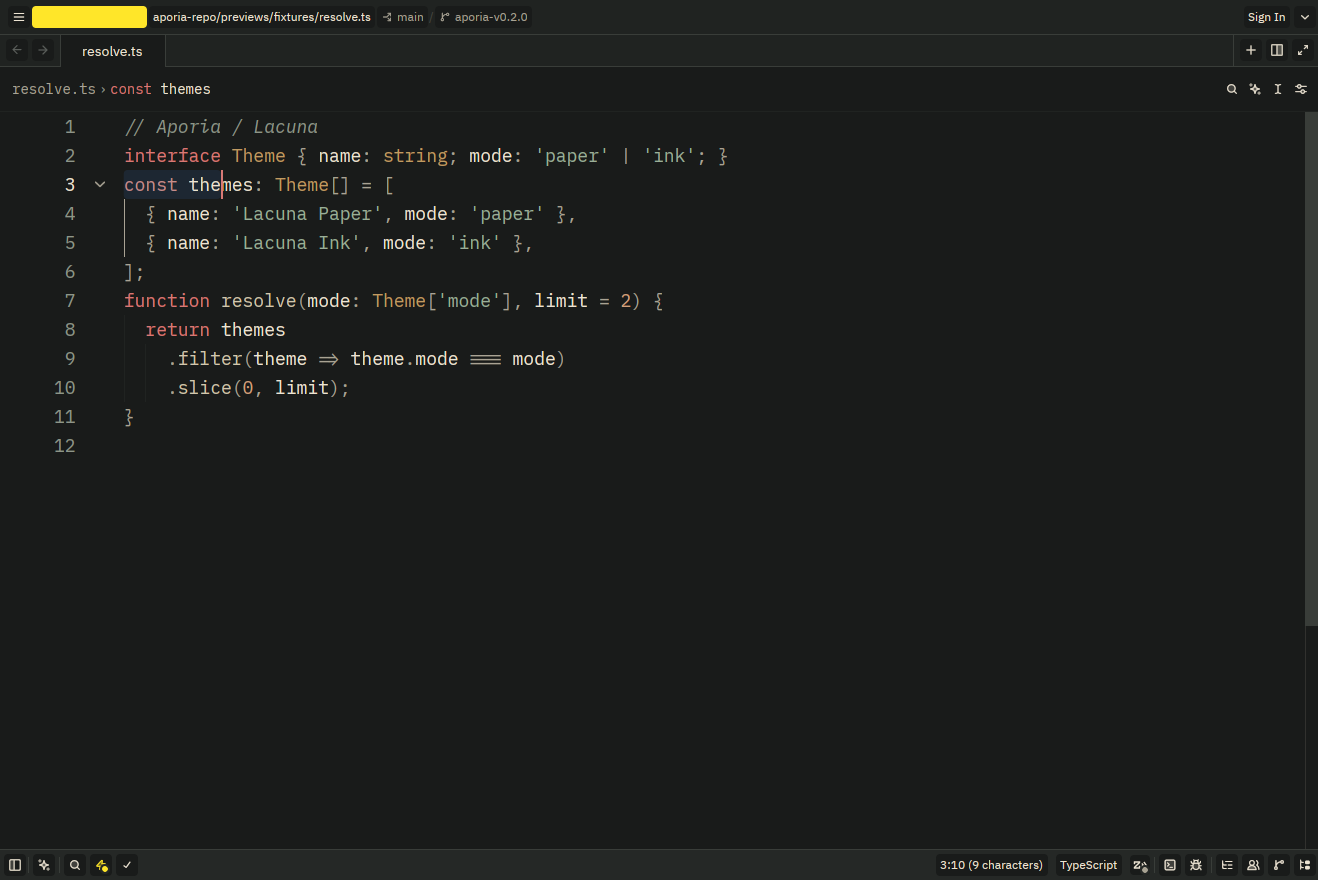 aporia-repo/previews/fixtures/resolve.ts main / aporia-v0.2.0 Sign In
resolve.ts
resolve.ts › const themes
1 // Aporia / Lacuna
2 interface Theme { name: string; mode: 'paper' | 'ink'; }
3 const themes: Theme[] = [
4 { name: 'Lacuna Paper', mode: 'paper' },
5 { name: 'Lacuna Ink', mode: 'ink' },
6 ];
7 function resolve(mode: Theme['mode'], limit = 2) {
8 return themes
9 .filter(theme => theme.mode === mode)
10 .slice(0, limit);
11 }
12
3:10 (9 characters) TypeScript